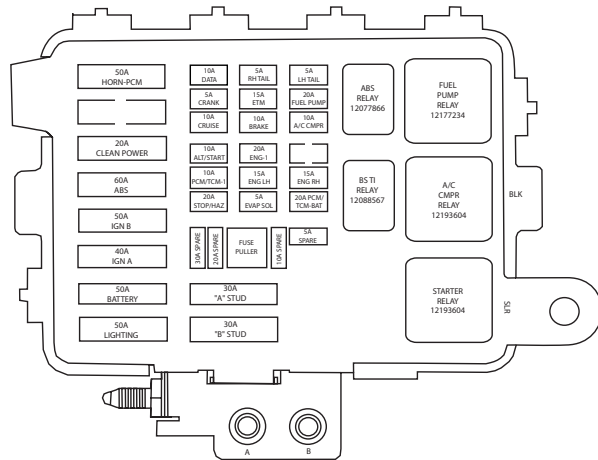 50A
HORN-PCM
20A
CLEAN POWER
60A
ABS
50A
IGN B
40A
IGN A
50A
BATTERY
50A
LIGHTING
10A
DATA
5A
RH TAIL
5A
LH TAIL
5A
CRANK
15A
ETM
20A
FUEL PUMP
10A
CRUISE
10A
BRAKE
10A
A/C CMPR
10A
ALT/START
20A
ENG-1
10A
PCM/TCM-1
15A
ENG LH
15A
ENG RH
20A
STOP/HAZ
5A
EVAP SOL
20A PCM/
TCM-BAT
30A SPARE
20A SPARE
FUSE
PULLER
10A SPARE
5A
SPARE
30A
"A" STUD
30A
"B" STUD
ABS
RELAY
12077866
FUEL
PUMP
RELAY
12177234
BS TI
RELAY
12088567
A/C
CMPR
RELAY
12193604
STARTER
RELAY
12193604
BLK
SLR
A
B